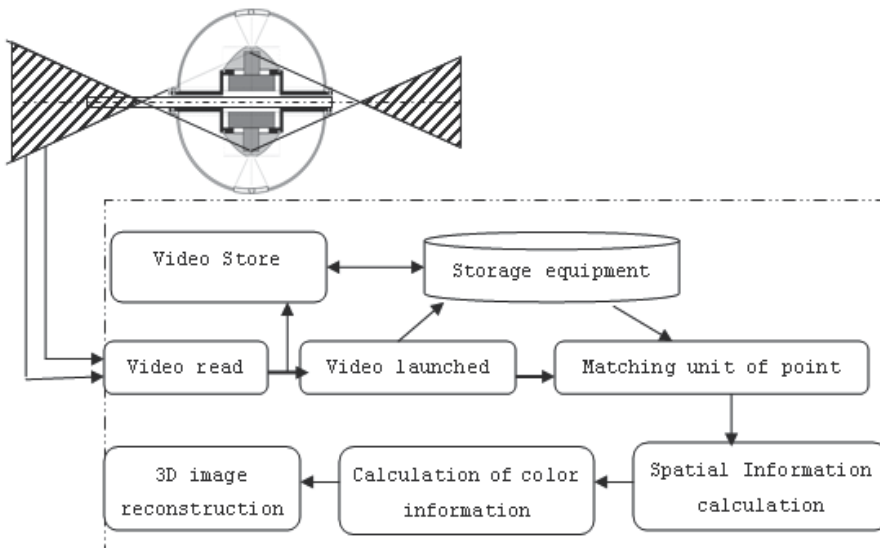 Video Store
Storage equipment
Video read
Video launched
Matching unit of point
3D image
reconstruction
Calculation of color
information
Spatial Information
calculation